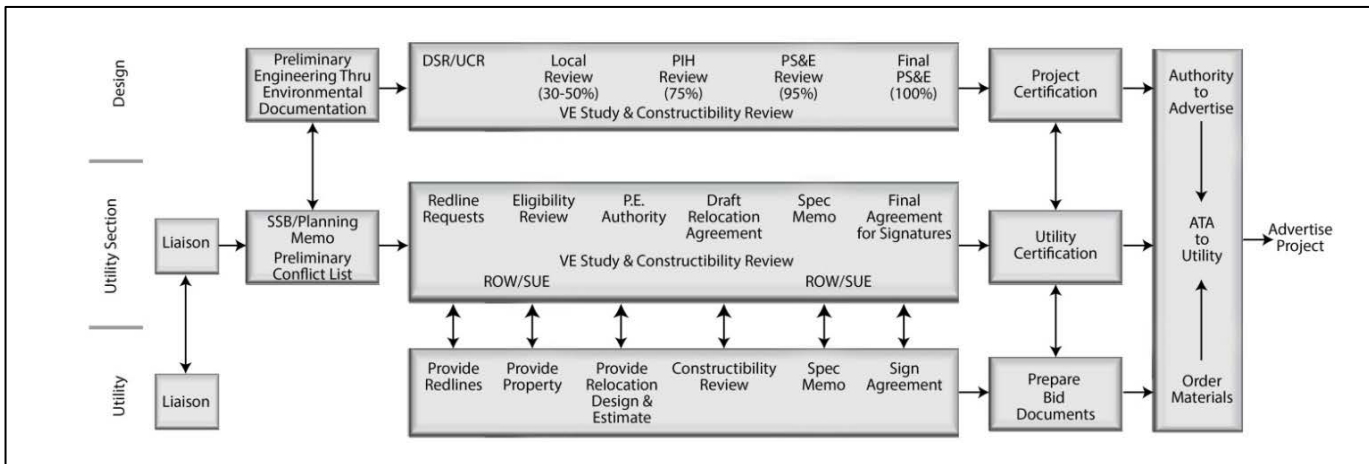 Design
Preliminary
Engineering Thru
Environmental
Documentation
DSR/UCR
Local
Review
(30-50%)
PIH
Review
(75%)
PS&E
Review
(95%)
Final
PS&E
(100%)
VE Study & Constructibility Review
Project
Certification
Authority
to
Advertise
Utility Section
Liaison
SSB/Planning
Memo
Preliminary
Conflict List
Redline
Requests
Eligibility
Review
P.E.
Authority
Draft
Relocation
Agreement
Spec
Memo
Final
Agreement
for Signatures
VE Study & Constructibility Review
ROW/SUE
ROW/SUE
Utility
Certification
ATA
to
Utility
Advertise
Project
Utility
Liaison
Provide
Redlines
Provide
Property
Provide
Relocation
Design &
Estimate
Constructibility
Review
Spec
Memo
Sign
Agreement
Prepare
Bid
Documents
Order
Materials